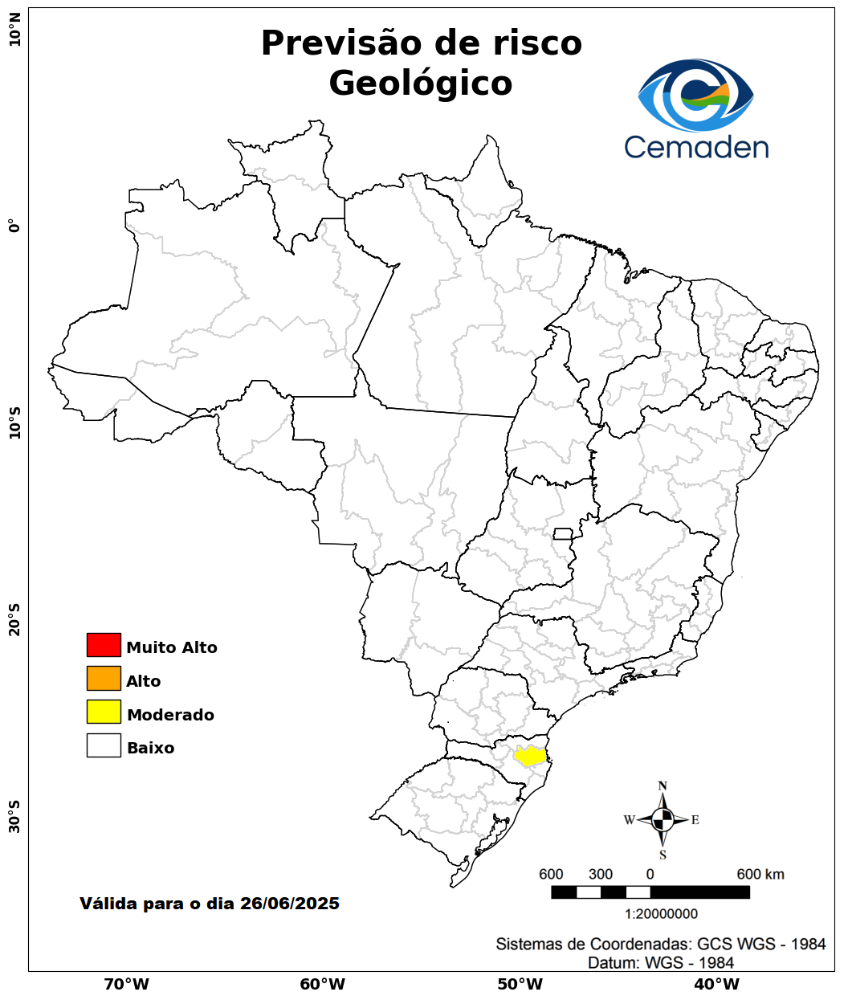 Previsão de risco
Geológico
Cemaden
10°N
0°
10°S
20°S
30°S
Muito Alto
Alto
Moderado
Baixo
N
W E
S
600 300 0 600 km
1:20000000
Válida para o dia 26/06/2025
Sistemas de Coordenadas: GCS WGS - 1984
Datum: WGS - 1984
70°W 60°W 50°W 40°W